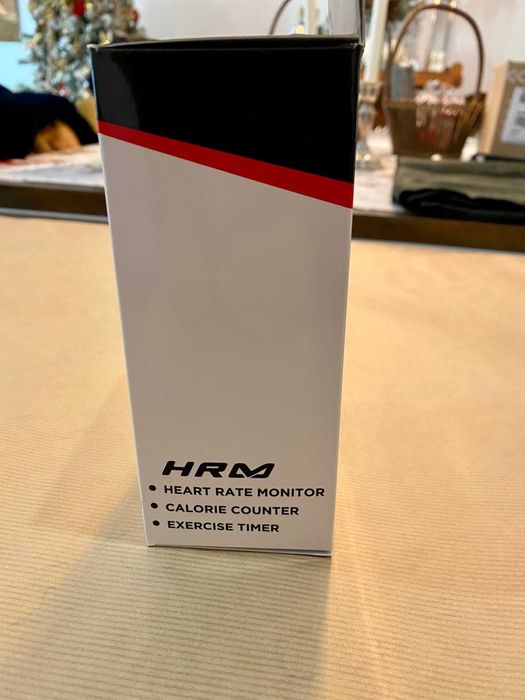 HRM
• HEART RATE MONITOR
• CALORIE COUNTER
• EXERCISE TIMER